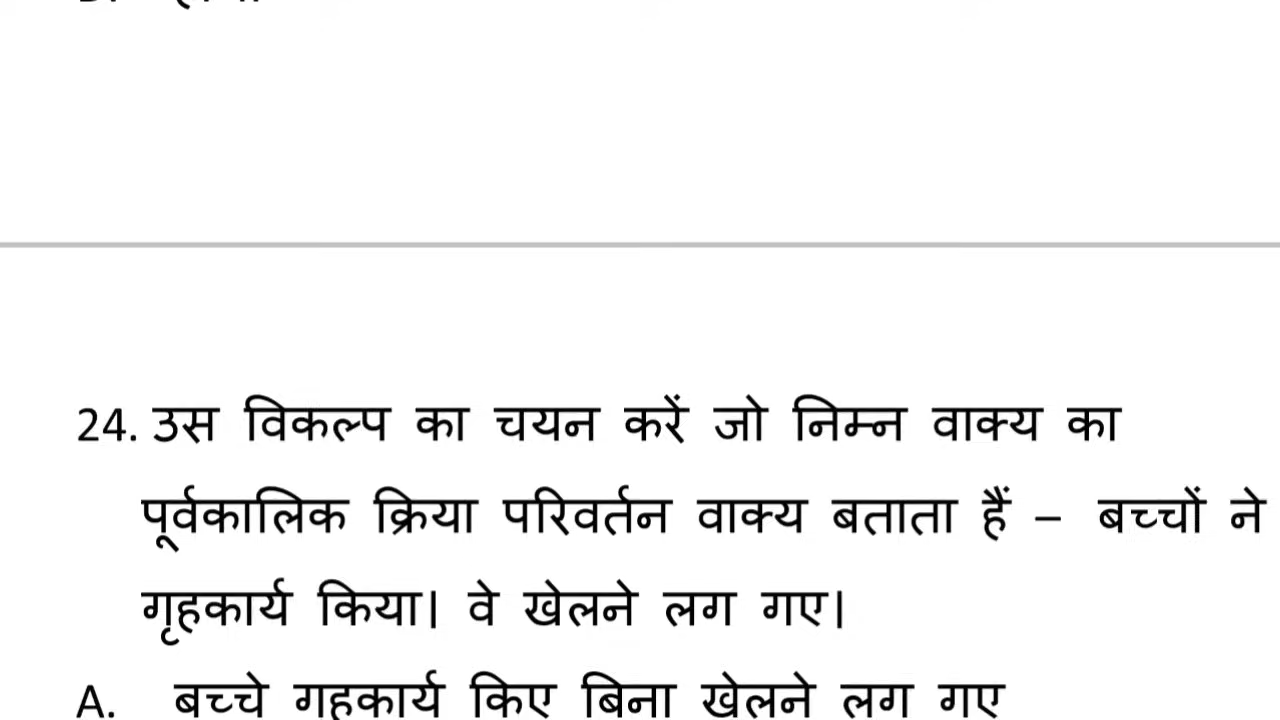 24. उस विकल्प का चयन करें जो निम्न वाक्य का
पूर्वकालिक क्रिया परिवर्तन वाक्य बताता हैं – बच्चों ने
गृहकार्य किया। वे खेलने लग गए।
A. बच्चे गृहकार्य किए बिना खेलने लग गए